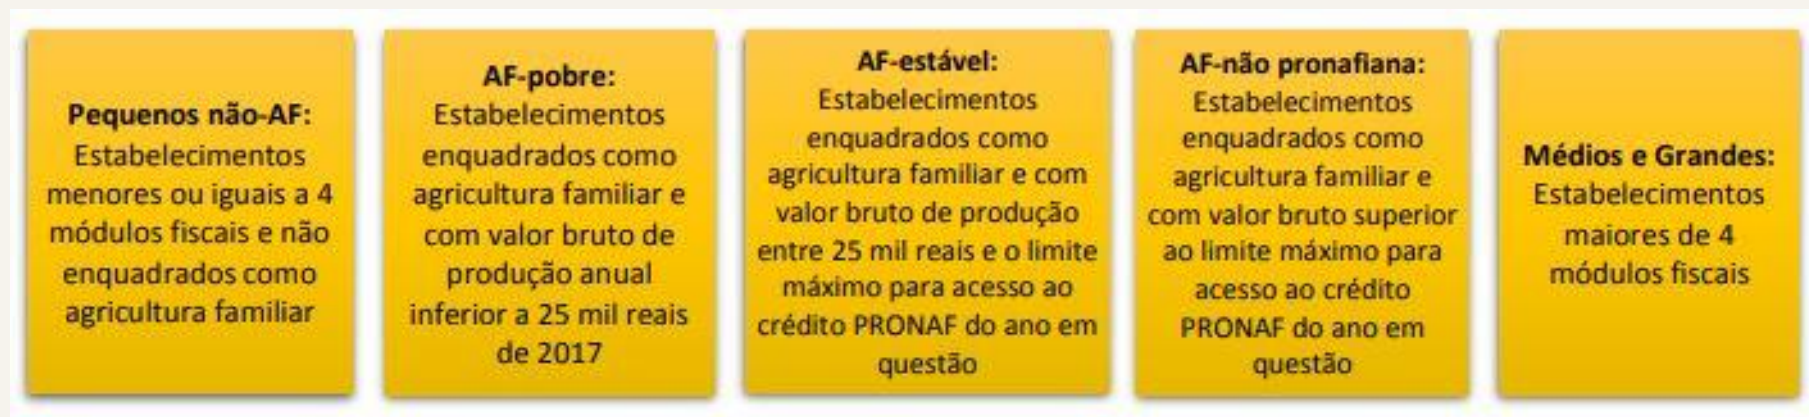 Pequenos não-AF:
Estabelecimentos
menores ou iguais a 4
módulos fiscais e não
enquadrados como
agricultura familiar
AF-pobre:
Estabelecimentos
enquadrados como
agricultura familiar e
com valor bruto de
produção anual
inferior a 25 mil reais
de 2017
AF-estável:
Estabelecimentos
enquadrados como
agricultura familiar e com
valor bruto de produção
entre 25 mil reais e o limite
máximo para acesso ao
crédito PRONAF do ano em
questão
AF-não pronafiana:
Estabelecimentos
enquadrados como
agricultura familiar e
com valor bruto superior
ao limite máximo para
acesso ao crédito
PRONAF do ano em
questão
Médios e Grandes:
Estabelecimentos
maiores de 4
módulos fiscais